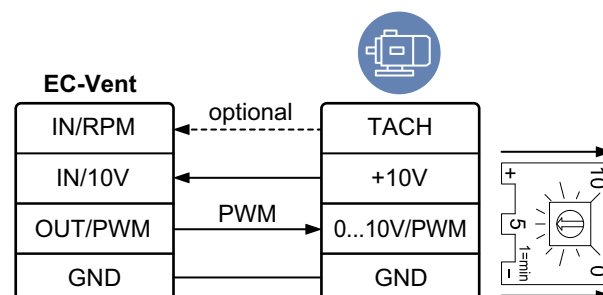 EC-Vent
IN/RPM
optional
TACH
IN/10V
+10V
OUT/PWM
PWM
0...10V/PWM
GND
GND
+
10
5
1=min
-
0